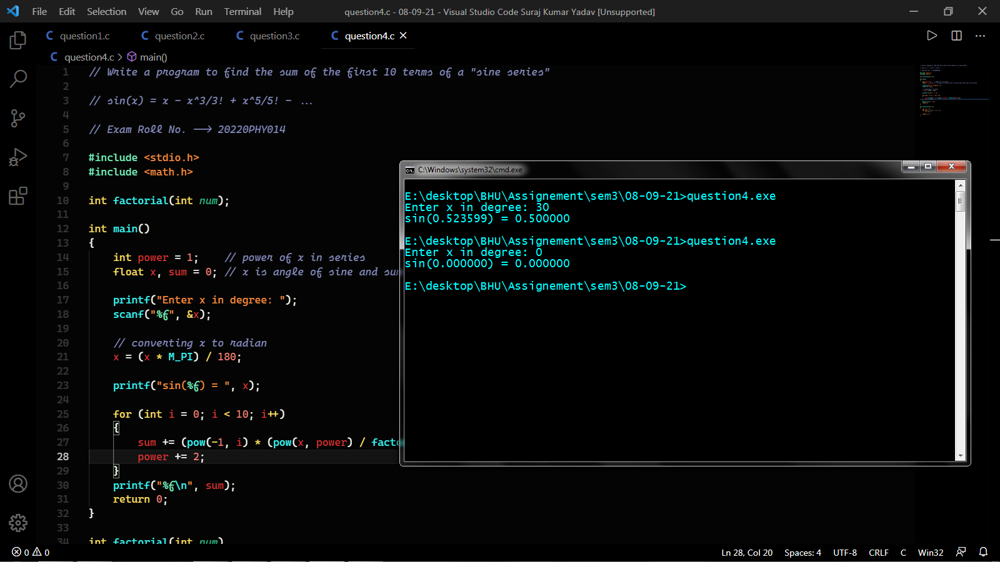 File Edit Selection View Go Run Terminal Help question4.c - 08-09-21 - Visual Studio Code Suraj Kumar Yadav [Unsupported]
C question1.c C question2.c C question3.c C question4.c
C question4.c > main()
1 // Write a program to find the sum of the first 10 terms of a "sine series"
2
3 // sin(x) = x - x^3/3! + x^5/5! - ...
4
5 // Exam Roll No. --> 20220PHY014
6
7 #include <stdio.h>
8 #include <math.h>
9
10 int factorial(int num);
11
12 int main()
13 {
14 int power = 1; // power of x in series
15 float x, sum = 0; // x is angle of sine and sum
16
17 printf("Enter x in degree: ");
18 scanf("%f", &x);
19
20 // converting x to radian
21 x = (x * M_PI) / 180;
22
23 printf("sin(%f) = ", x);
24
25 for (int i = 0; i < 10; i++)
26 {
27 sum += (pow(-1, i) * (pow(x, power) / facto
28 power += 2;
29 }
30 printf("%f\n", sum);
31 return 0;
32 }
33
34 int factorial(int num)
C:\Windows\system32\cmd.exe
E:\desktop\BHU\Assignement\sem3\08-09-21>question4.exe
Enter x in degree: 30
sin(0.523599) = 0.500000
E:\desktop\BHU\Assignement\sem3\08-09-21>question4.exe
Enter x in degree: 0
sin(0.000000) = 0.000000
E:\desktop\BHU\Assignement\sem3\08-09-21>
0 0 Ln 28, Col 20 Spaces: 4 UTF-8 CRLF C Win32